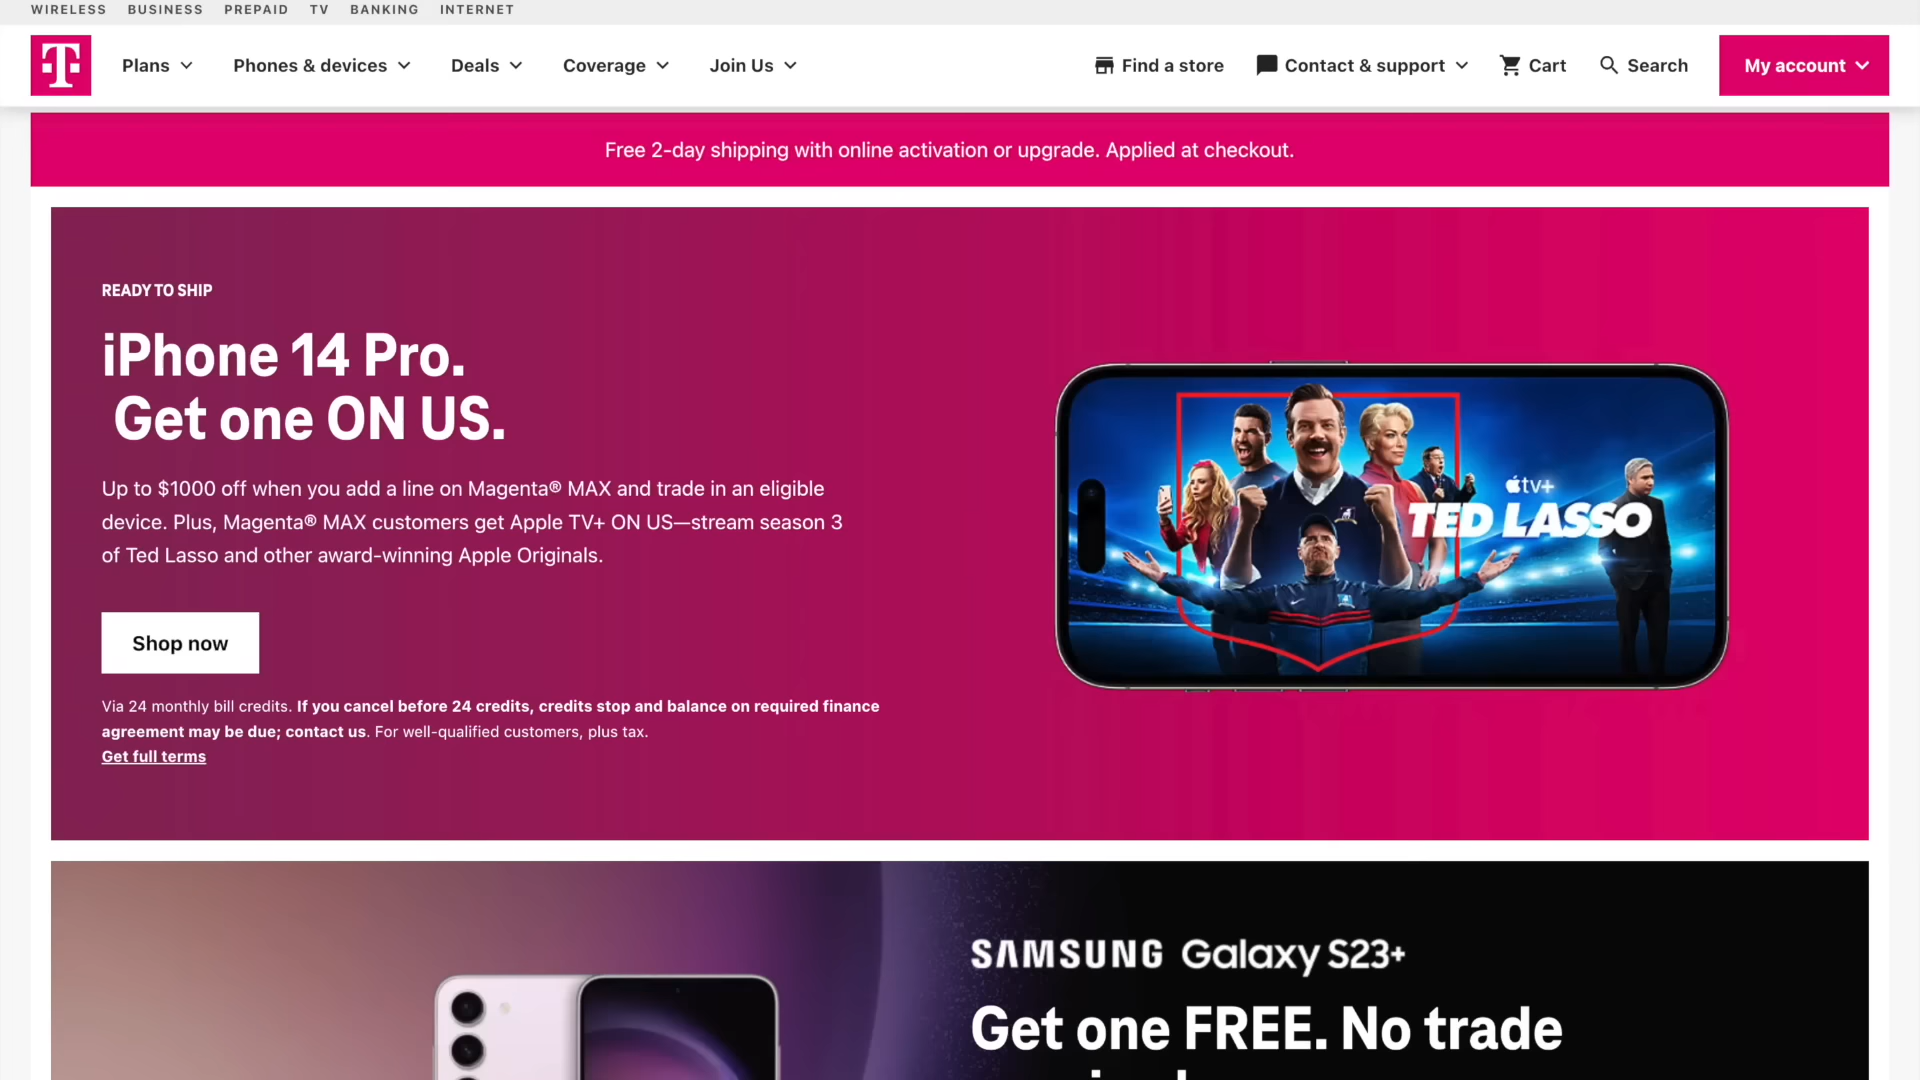 WIRELESS BUSINESS PREPAID TV BANKING INTERNET
T Plans Phones & devices Deals Coverage Join Us Find a store Contact & support Cart Search My account
Free 2-day shipping with online activation or upgrade. Applied at checkout.
READY TO SHIP
iPhone 14 Pro.
Get one ON US.
Up to $1000 off when you add a line on Magenta® MAX and trade in an eligible
device. Plus, Magenta® MAX customers get Apple TV+ ON US—stream season 3
of Ted Lasso and other award-winning Apple Originals.
Shop now
Via 24 monthly bill credits. If you cancel before 24 credits, credits stop and balance on required finance
agreement may be due; contact us. For well-qualified customers, plus tax.
Get full terms
tv+
TED LASSO
SAMSUNG Galaxy S23+
Get one FREE. No trade